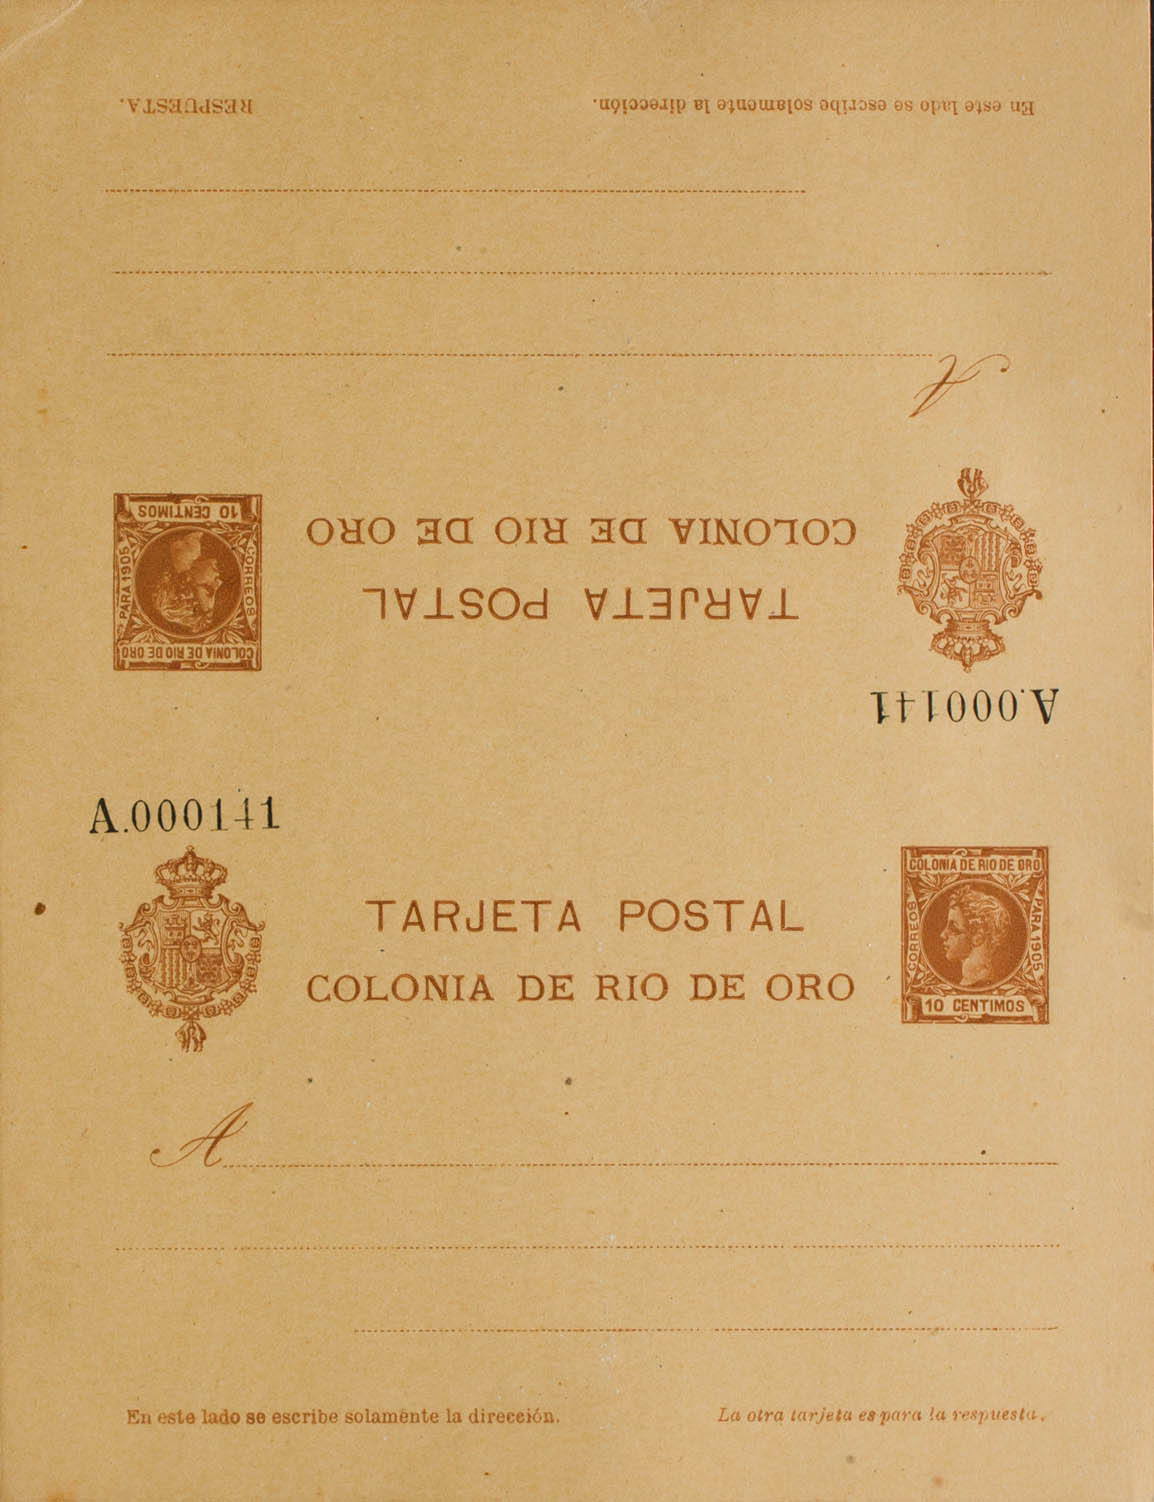 RESPUESTA.
En este lado se escribe solamente la dirección.
A
COLONIA DE RIO DE ORO
TARJETA POSTAL
10 CENTIMOS
PARA 1905
CORREOS
COLONIA DE RIO DE ORO
A.000141
A.000141
TARJETA POSTAL
COLONIA DE RIO DE ORO
COLONIA DE RIO DE ORO
CORREOS
PARA 1905
10 CENTIMOS
A
En este lado se escribe solamente la dirección.
La otra tarjeta es para la respuesta.